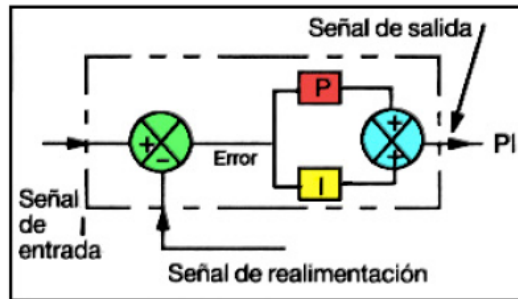 Señal de salida
P
+
+
-
+
Error
I
PI
Señal
de
entrada
Señal de realimentación